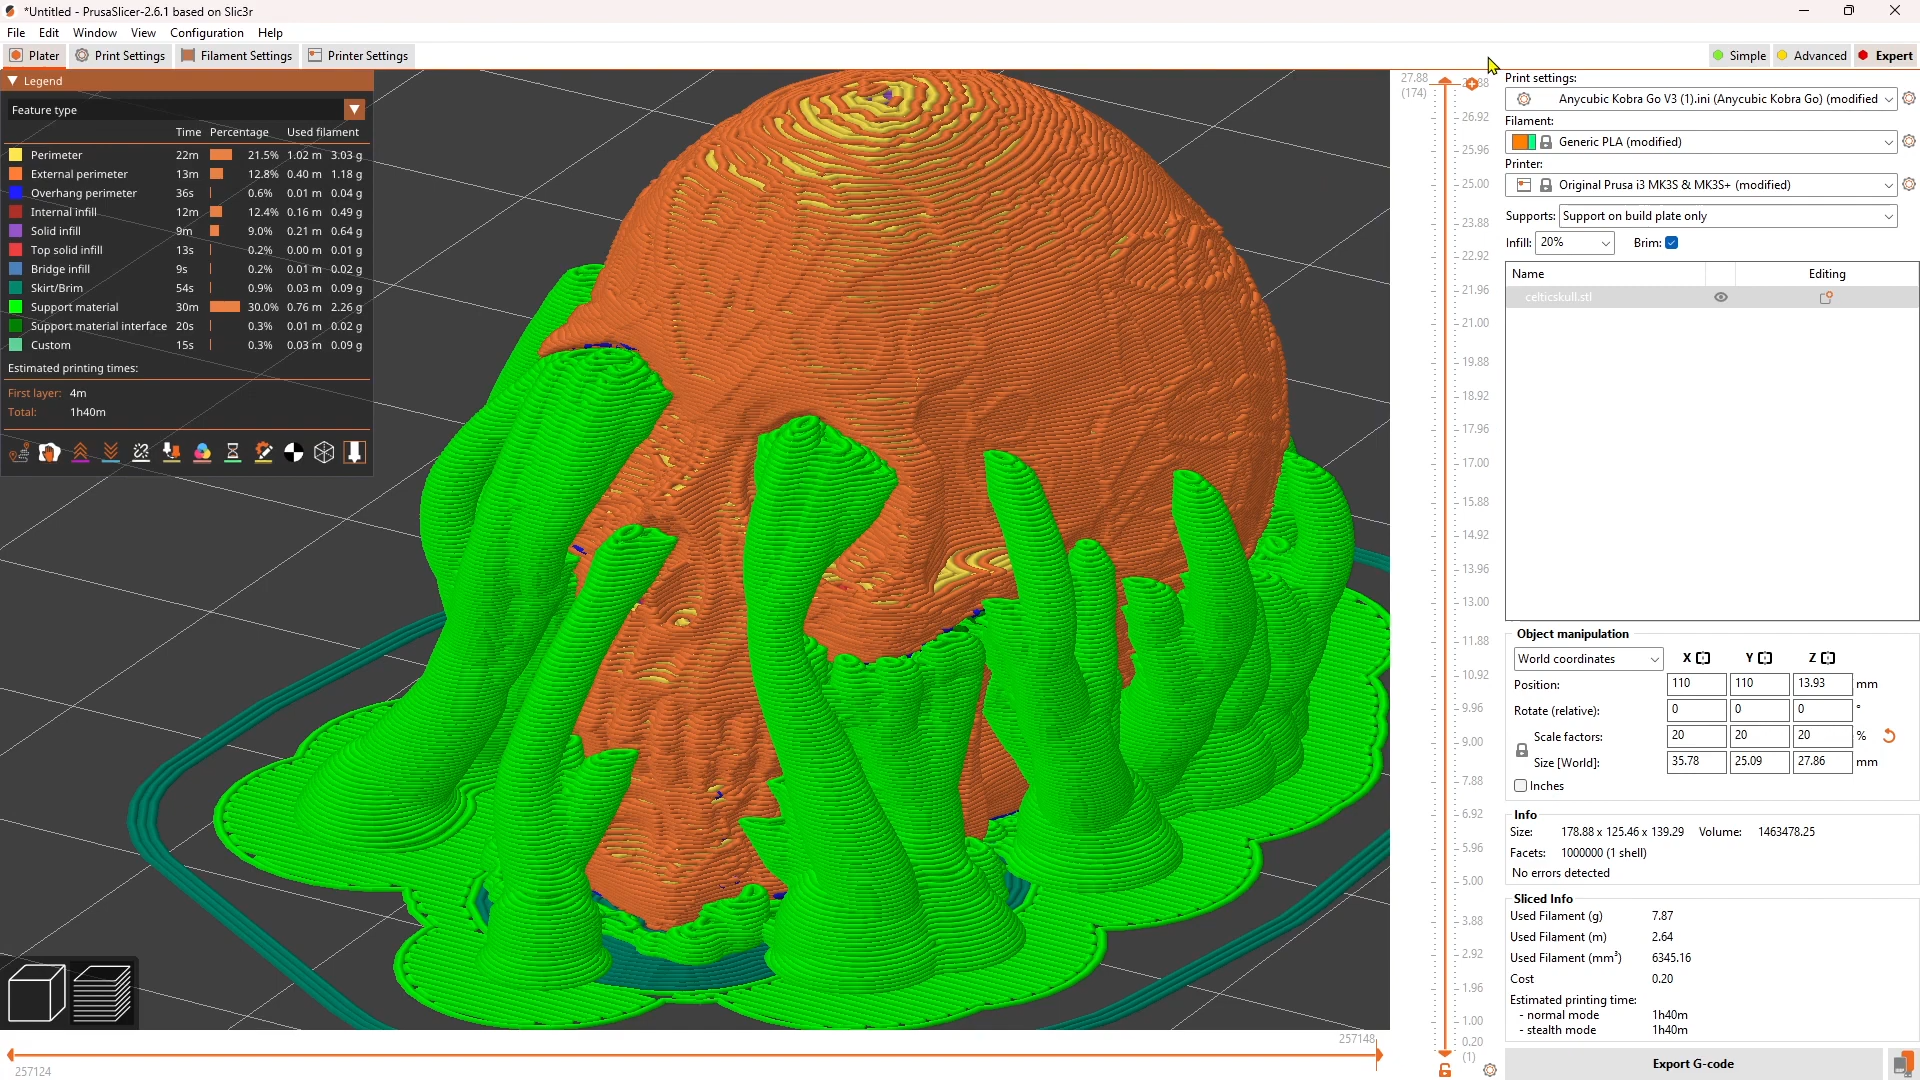 *Untitled - PrusaSlicer-2.6.1 based on Slic3r
File Edit Window View Configuration Help
Plater Print Settings Filament Settings Printer Settings
Simple Advanced Expert
Legend
Feature type
Time Percentage Used filament
Perimeter 22m 21.5% 1.02 m 3.03 g
External perimeter 13m 12.8% 0.40 m 1.18 g
Overhang perimeter 36s 0.6% 0.01 m 0.04 g
Internal infill 12m 12.4% 0.16 m 0.49 g
Solid infill 9m 9.0% 0.21 m 0.64 g
Top solid infill 13s 0.2% 0.00 m 0.01 g
Bridge infill 9s 0.2% 0.01 m 0.02 g
Skirt/Brim 54s 0.9% 0.03 m 0.09 g
Support material 30m 30.0% 0.76 m 2.26 g
Support material interface 20s 0.3% 0.01 m 0.02 g
Custom 15s 0.3% 0.03 m 0.09 g
Estimated printing times:
First layer: 4m
Total: 1h40m
27.88
(174)
26.92
25.96
25.00
23.88
22.92
21.96
21.00
19.88
18.92
17.96
17.00
15.88
14.92
13.96
13.00
11.88
10.92
9.96
9.00
7.88
6.92
5.96
5.00
3.88
2.92
1.96
1.00
0.20
(1)
257148
257124
Print settings:
Anycubic Kobra Go V3 (1).ini (Anycubic Kobra Go) (modified
Filament:
Generic PLA (modified)
Printer:
Original Prusa i3 MK3S & MK3S+ (modified)
Supports: Support on build plate only
Infill: 20% Brim:
Name Editing
celticskull.stl
Object manipulation
World coordinates X Y Z
Position: 110 110 13.93 mm
Rotate (relative): 0 0 0 °
Scale factors: 20 20 20 %
Size [World]: 35.78 25.09 27.86 mm
Inches
Info
Size: 178.88 x 125.46 x 139.29 Volume: 1463478.25
Facets: 1000000 (1 shell)
No errors detected
Sliced Info
Used Filament (g) 7.87
Used Filament (m) 2.64
Used Filament (mm³) 6345.16
Cost 0.20
Estimated printing time:
- normal mode 1h40m
- stealth mode 1h40m
Export G-code